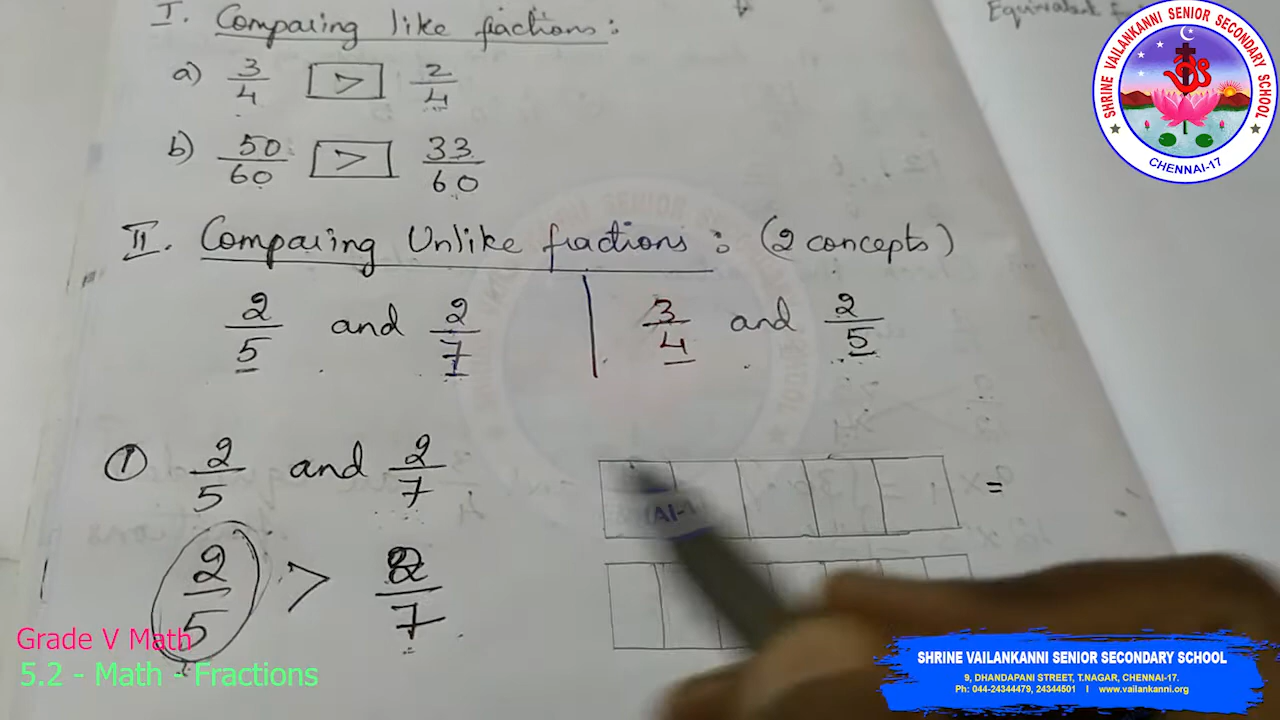 I. Comparing like fractions:
Equivalent
a) 3/4 > 2/4
b) 50/60 > 33/60
II. Comparing Unlike fractions: (2 concepts)
2/5 and 2/7 | 3/4 and 2/5
① 2/5 and 2/7
=
2/5 > 2/7
SHRINE VAILANKANNI SENIOR SECONDARY SCHOOL
CHENNAI-17
Grade V Math
5.2 - Math - Fractions
SHRINE VAILANKANNI SENIOR SECONDARY SCHOOL
9, DHANDAPANI STREET, T.NAGAR, CHENNAI-17.
Ph: 044-24344479, 24344501 I www.vailankanni.org